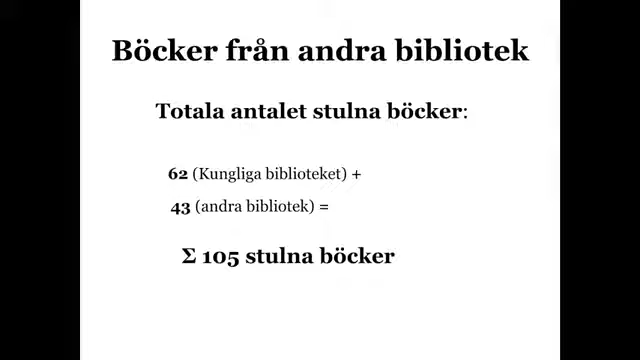 Böcker från andra bibliotek
Totala antalet stulna böcker:
62 (Kungliga biblioteket) +
43 (andra bibliotek) =
Σ 105 stulna böcker